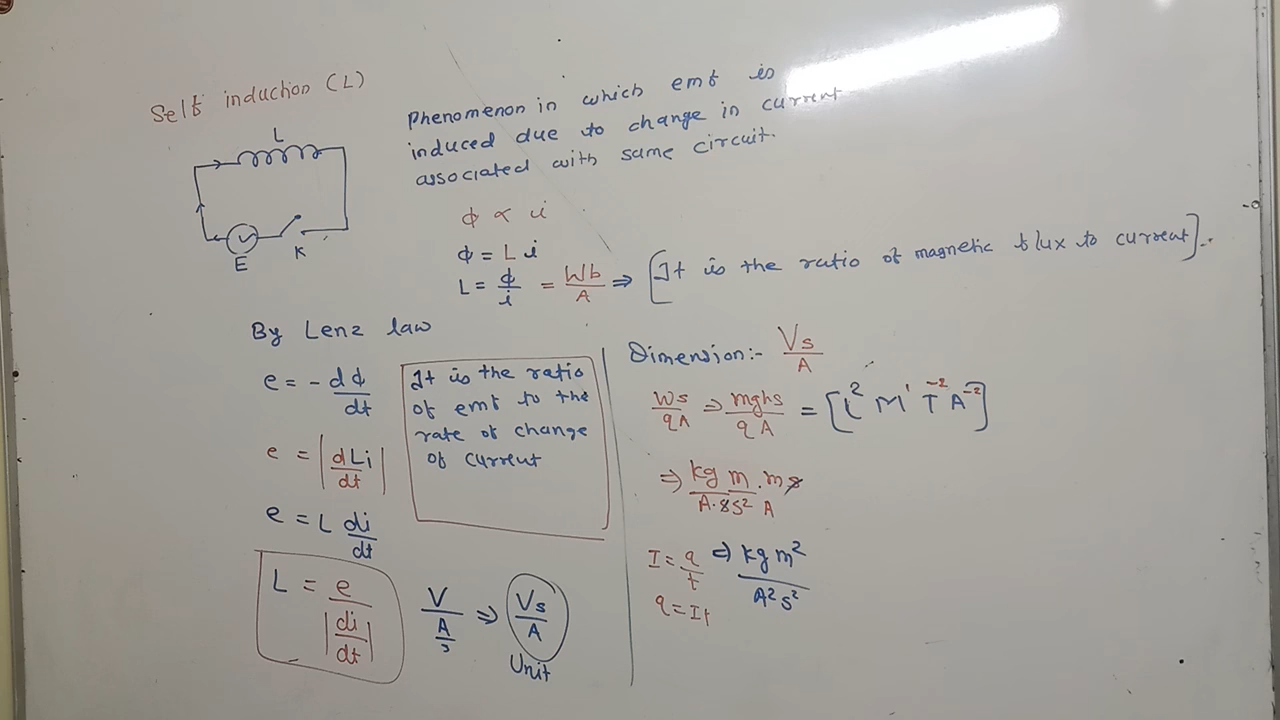 Self induction (L)
Phenomenon in which emf is
induced due to change in current
associated with same circuit.
L
E
K
ϕ ∝ i
ϕ = L i
L = ϕ/i = Wb/A ⇒ [It is the ratio of magnetic flux to current].
By Lenz law
e = - dϕ/dt
e = |dLi/dt|
e = L di/dt
L = e/|di/dt|
V/(A/s) ⇒ Vs/A
Unit
It is the ratio
of emf to the
rate of change
of current
Dimension:- Vs/A
Ws/qA ⇒ mghs/qA = [L² M¹ T⁻² A⁻²]
⇒ kg m.ms/A.s s² A
I = q/t ⇒ kg m²/A² s²
q = It